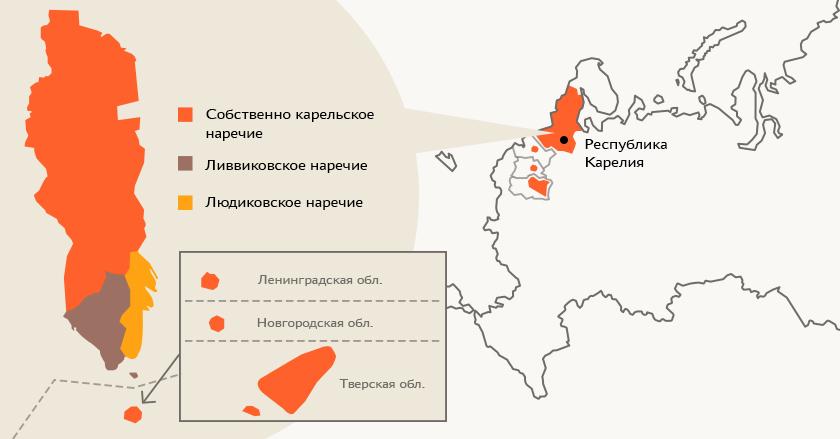 Собственно карельское
наречие
Ливвиковское наречие
Людиковское наречие
Республика
Карелия
Ленинградская обл.
Новгородская обл.
Тверская обл.